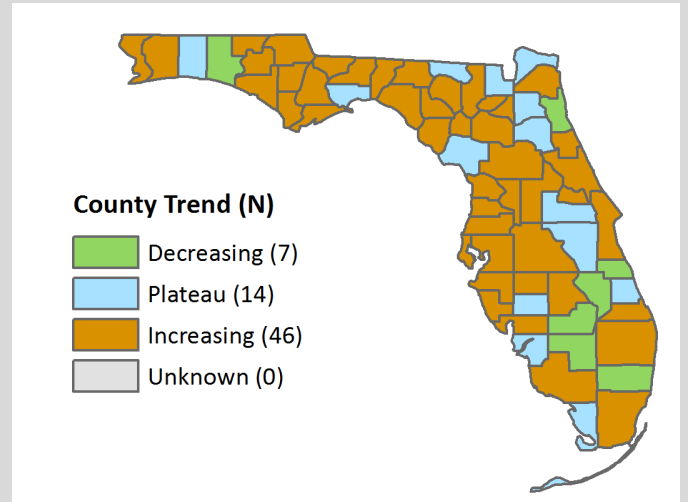 County Trend (N)
Decreasing (7)
Plateau (14)
Increasing (46)
Unknown (0)